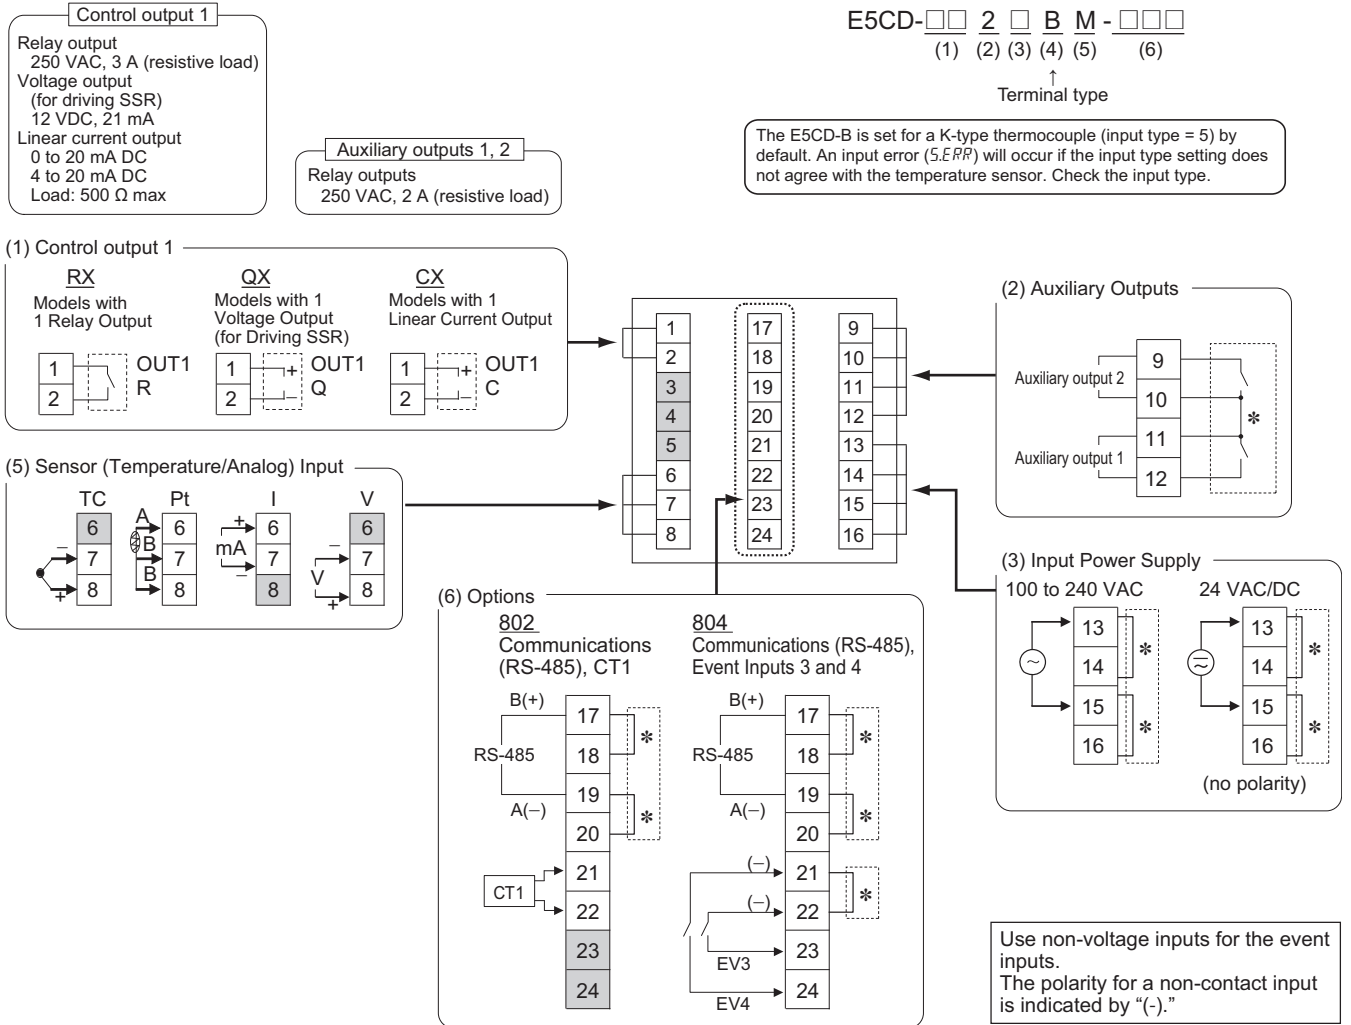 Control output 1
Relay output
250 VAC, 3 A (resistive load)
Voltage output
(for driving SSR)
12 VDC, 21 mA
Linear current output
0 to 20 mA DC
4 to 20 mA DC
Load: 500 Ω max
Auxiliary outputs 1, 2
Relay outputs
250 VAC, 2 A (resistive load)
E5CD-□□ 2 □ B M - □□□
(1) (2) (3) (4) (5) (6)
↑
Terminal type
The E5CD-B is set for a K-type thermocouple (input type = 5) by
default. An input error (S.ERR) will occur if the input type setting does
not agree with the temperature sensor. Check the input type.
(1) Control output 1
RX
Models with
1 Relay Output
1
2
OUT1
R
QX
Models with 1
Voltage Output
(for Driving SSR)
1
2
+
−
OUT1
Q
CX
Models with 1
Linear Current Output
1
2
+
−
OUT1
C
1
2
3
4
5
6
7
8
17
18
19
20
21
22
23
24
9
10
11
12
13
14
15
16
(2) Auxiliary Outputs
Auxiliary output 2
Auxiliary output 1
9
10
11
12
*
(5) Sensor (Temperature/Analog) Input
TC
6
7
8
−
+
Pt
A
B
B
6
7
8
I
+
mA
−
6
7
8
V
−
V
+
6
7
8
(3) Input Power Supply
100 to 240 VAC
13
14
15
16
*
*
24 VAC/DC
13
14
15
16
*
*
(no polarity)
(6) Options
802
Communications
(RS-485), CT1
B(+)
RS-485
A(−)
CT1
17
18
19
20
21
22
23
24
*
*
804
Communications (RS-485),
Event Inputs 3 and 4
B(+)
RS-485
A(−)
(−)
(−)
EV3
EV4
17
18
19
20
21
22
23
24
*
*
*
Use non-voltage inputs for the event
inputs.
The polarity for a non-contact input
is indicated by “(-).”